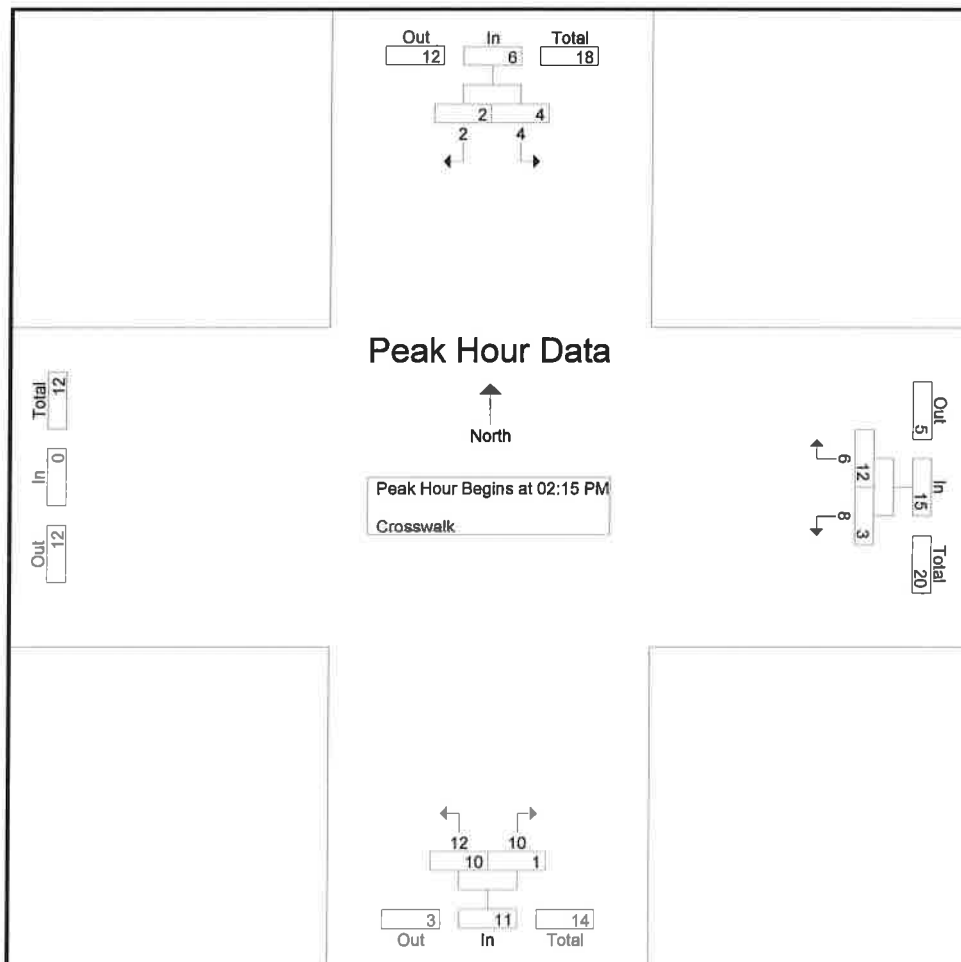 Out In Total
12 6 18
2 4
2 4
Peak Hour Data
North
Peak Hour Begins at 02:15 PM
Crosswalk
Total In Out
12 0 12
Out In Total
5 15 20
12 3
6 8
12 10
10 1
3 11 14
Out In Total